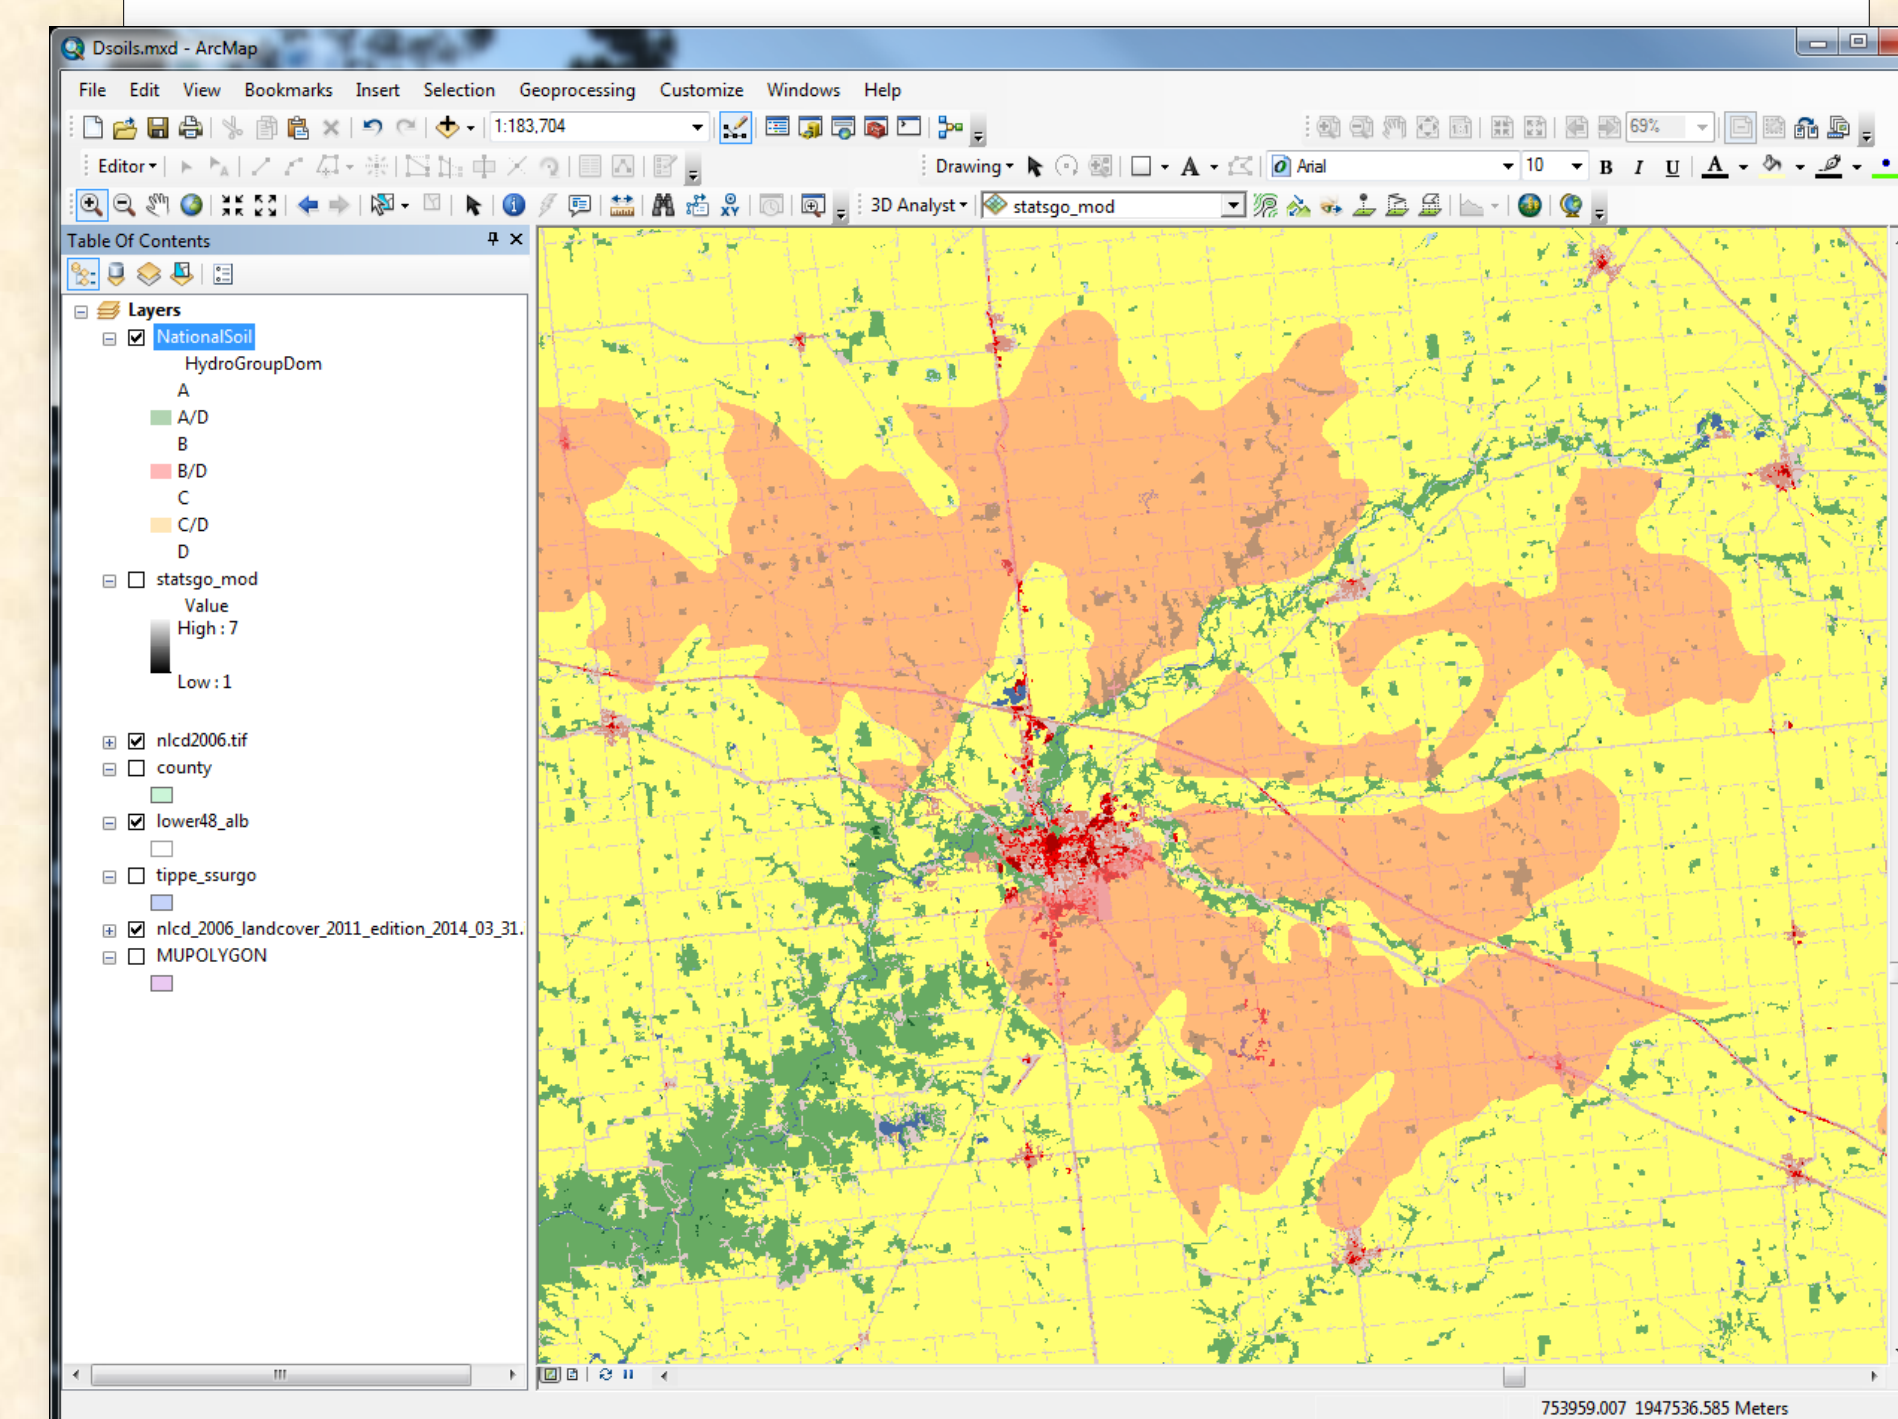 Dsoils.mxd - ArcMap
File Edit View Bookmarks Insert Selection Geoprocessing Customize Windows Help
1:183,704
69%
Editor
Drawing A Arial 10 B I U A
XY
3D Analyst statsgo_mod
Table Of Contents
Layers
NationalSoil
HydroGroupDom
A
A/D
B
B/D
C
C/D
D
statsgo_mod
Value
High : 7
Low : 1
nlcd2006.tif
county
lower48_alb
tippe_ssurgo
nlcd_2006_landcover_2011_edition_2014_03_31.
MUPOLYGON
753959.007 1947536.585 Meters